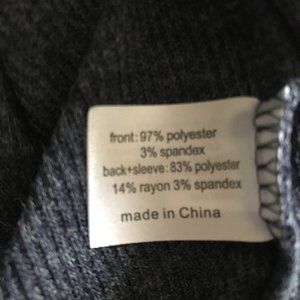 front:97% polyester
3% spandex
back+sleeve:83% polyester
14% rayon 3% spandex
made in China